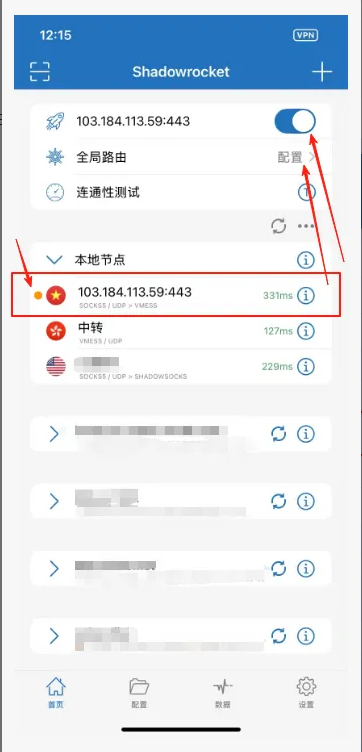 12:15
VPN
Shadowrocket
103.184.113.59:443
全局路由
配置
连通性测试
本地节点
103.184.113.59:443
331ms
SOCKS5 / UDP > VMESS
中转
127ms
VMESS / UDP
229ms
SOCKS5 / UDP > SHADOWSOCKS
首页
配置
数据
设置